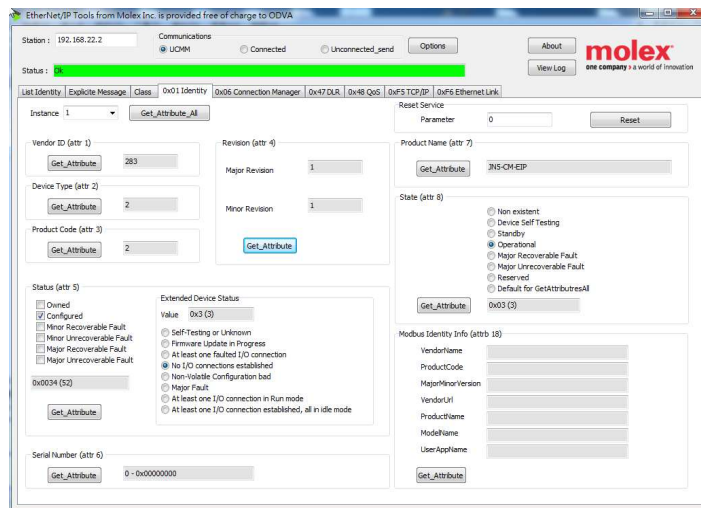 EtherNet/IP Tools from Molex Inc. is provided free of charge to ODVA
Station : 192.168.22.2
Communications
UCMM Connected Unconnected_send
Options
About
molex
one company › a world of innovation
Status : Ok
View Log
List Identity Explicite Message Class 0x01 Identity 0x06 Connection Manager 0x47 DLR 0x48 QoS 0xF5 TCP/IP 0xF6 Ethernet Link
Instance 1 Get_Attribute_All
Reset Service
Parameter 0 Reset
Vendor ID (attr 1)
Get_Attribute 283
Device Type (attr 2)
Get_Attribute 2
Product Code (attr 3)
Get_Attribute 2
Revision (attr 4)
Major Revision 1
Minor Revision 1
Get_Attribute
Product Name (attr 7)
Get_Attribute JN5-CM-EIP
State (attr 8)
Non existent
Device Self Testing
Standby
Operational
Major Recoverable Fault
Major Unrecoverable Fault
Reserved
Default for GetAttributresAll
Get_Attribute 0x03 (3)
Status (attr 5)
Owned
Configured
Minor Recoverable Fault
Minor Unrecoverable Fault
Major Recoverable Fault
Major Unrecoverable Fault
0x0034 (52)
Get_Attribute
Extended Device Status
Value 0x3 (3)
Self-Testing or Unknown
Firmware Update in Progress
At least one faulted I/O connection
No I/O connections established
Non-Volatile Configuration bad
Major Fault
At least one I/O connection in Run mode
At least one I/O connection established, all in idle mode
Modbus Identity Info (attrb 18)
VendorName
ProductCode
MajorMinorVersion
VendorUrl
ProductName
ModelName
UserAppName
Get_Attribute
Serial Number (attr 6)
Get_Attribute 0 - 0x00000000